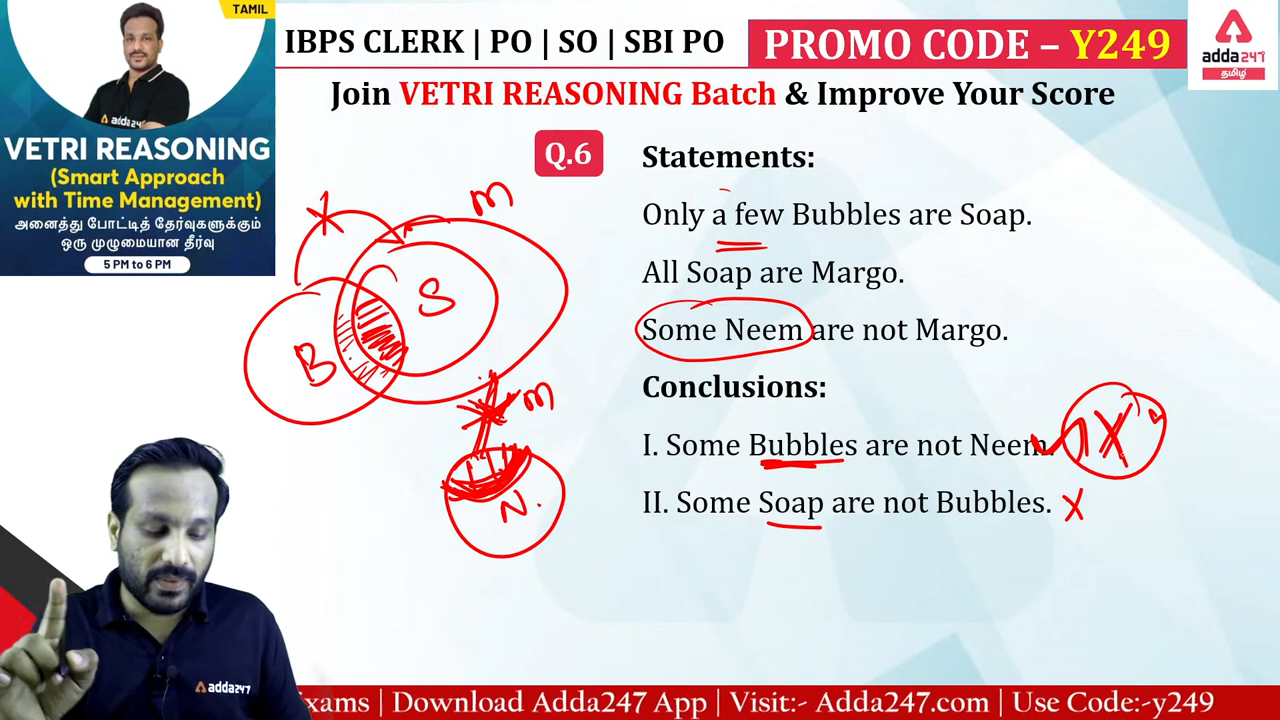 TAMIL
adda247
VETRI REASONING
(Smart Approach
with Time Management)
அனைத்து போட்டித் தேர்வுகளுக்கும்
ஒரு முழுமையான தீர்வு
5 PM to 6 PM
IBPS CLERK | PO | SO | SBI PO
PROMO CODE – Y249
adda247
தமிழ்
Join VETRI REASONING Batch & Improve Your Score
Q.6
Statements:
Only a few Bubbles are Soap.
All Soap are Margo.
Some Neem are not Margo.
Conclusions:
I. Some Bubbles are not Neem.
II. Some Soap are not Bubbles.
m
S
B
m
N.
adda247
Exams | Download Adda247 App | Visit:- Adda247.com | Use Code:-y249